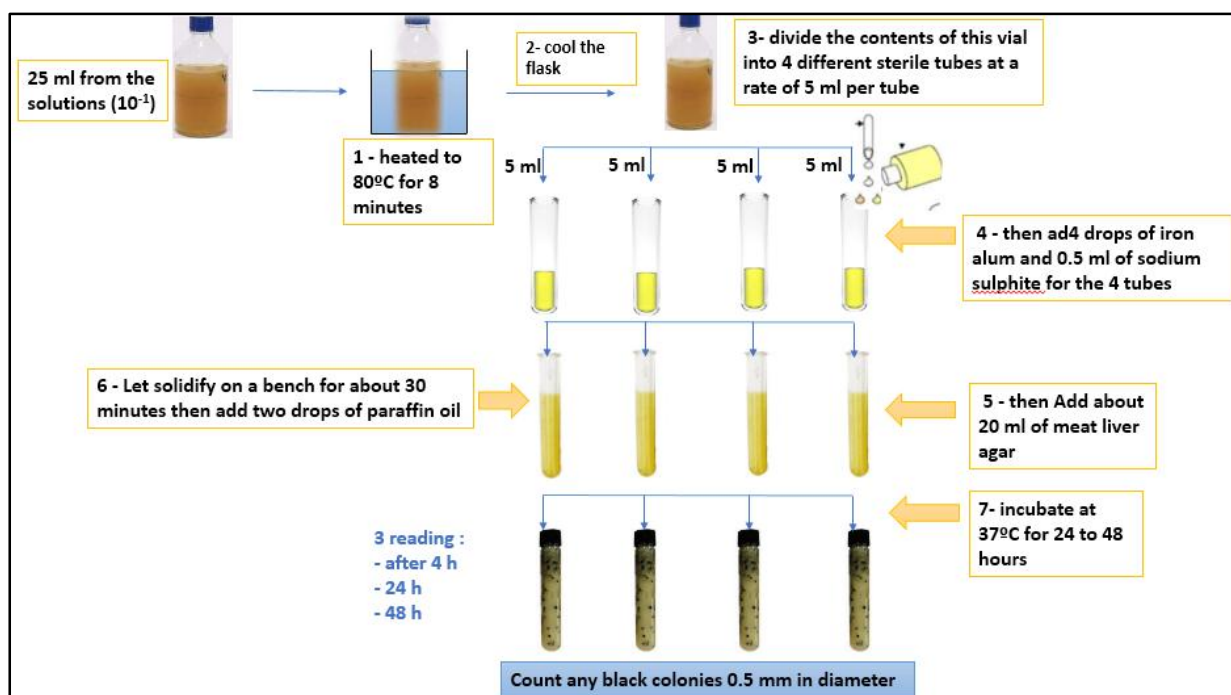 25 ml from the
solutions (10⁻¹)
1 - heated to
80ºC for 8
minutes
2- cool the
flask
3- divide the contents of this vial
into 4 different sterile tubes at a
rate of 5 ml per tube
5 ml
5 ml
5 ml
5 ml
4 - then ad4 drops of iron
alum and 0.5 ml of sodium
sulphite for the 4 tubes
6 - Let solidify on a bench for about 30
minutes then add two drops of paraffin oil
5 - then Add about
20 ml of meat liver
agar
7- incubate at
37ºC for 24 to 48
hours
3 reading :
- after 4 h
- 24 h
- 48 h
Count any black colonies 0.5 mm in diameter